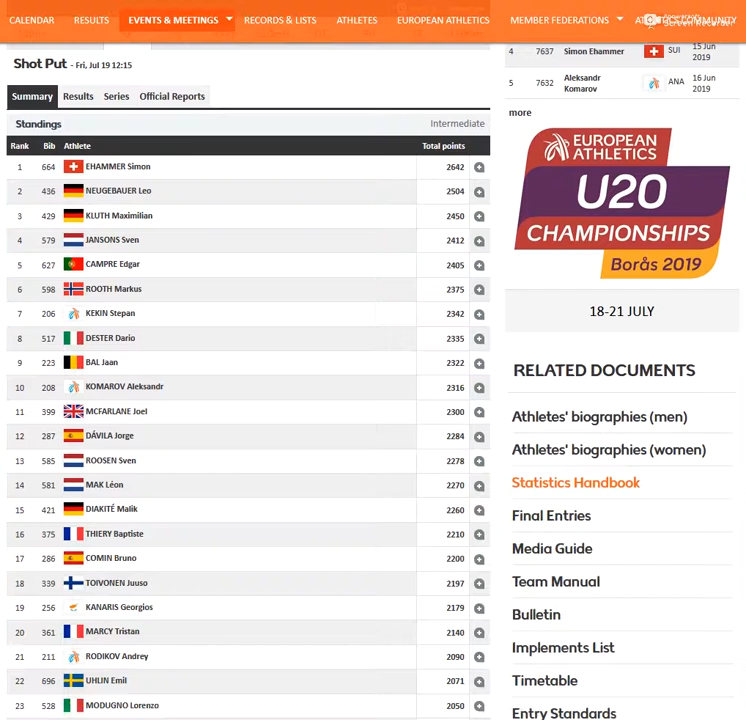 CALENDAR RESULTS EVENTS & MEETINGS RECORDS & LISTS ATHLETES EUROPEAN ATHLETICS MEMBER FEDERATIONS
4 7637 Simon Ehammer SUI 15 Jun 2019
5 7632 Aleksandr Komarov ANA 16 Jun 2019
more
Shot Put - Fri, Jul 19 12:15
Summary Results Series Official Reports
Standings Intermediate
Rank Bib Athlete Total points
1 664 EHAMMER Simon 2642
2 436 NEUGEBAUER Leo 2504
3 429 KLUTH Maximilian 2450
4 579 JANSONS Sven 2412
5 627 CAMPRE Edgar 2405
6 598 ROOTH Markus 2375
7 206 KEKIN Stepan 2342
8 517 DESTER Dario 2335
9 223 BAL Jaan 2322
10 208 KOMAROV Aleksandr 2316
11 399 MCFARLANE Joel 2300
12 287 DÁVILA Jorge 2284
13 585 ROOSEN Sven 2278
14 581 MAK Léon 2270
15 421 DIAKITÉ Malik 2260
16 375 THIERY Baptiste 2210
17 286 COMIN Bruno 2200
18 339 TOIVONEN Juuso 2197
19 256 KANARIS Georgios 2179
20 361 MARCY Tristan 2140
21 211 RODIKOV Andrey 2090
22 696 UHLIN Emil 2071
23 528 MODUGNO Lorenzo 2050
EUROPEAN
ATHLETICS
U20
CHAMPIONSHIPS
Borås 2019
18-21 JULY
RELATED DOCUMENTS
Athletes' biographies (men)
Athletes' biographies (women)
Statistics Handbook
Final Entries
Media Guide
Team Manual
Bulletin
Implements List
Timetable
Entry Standards